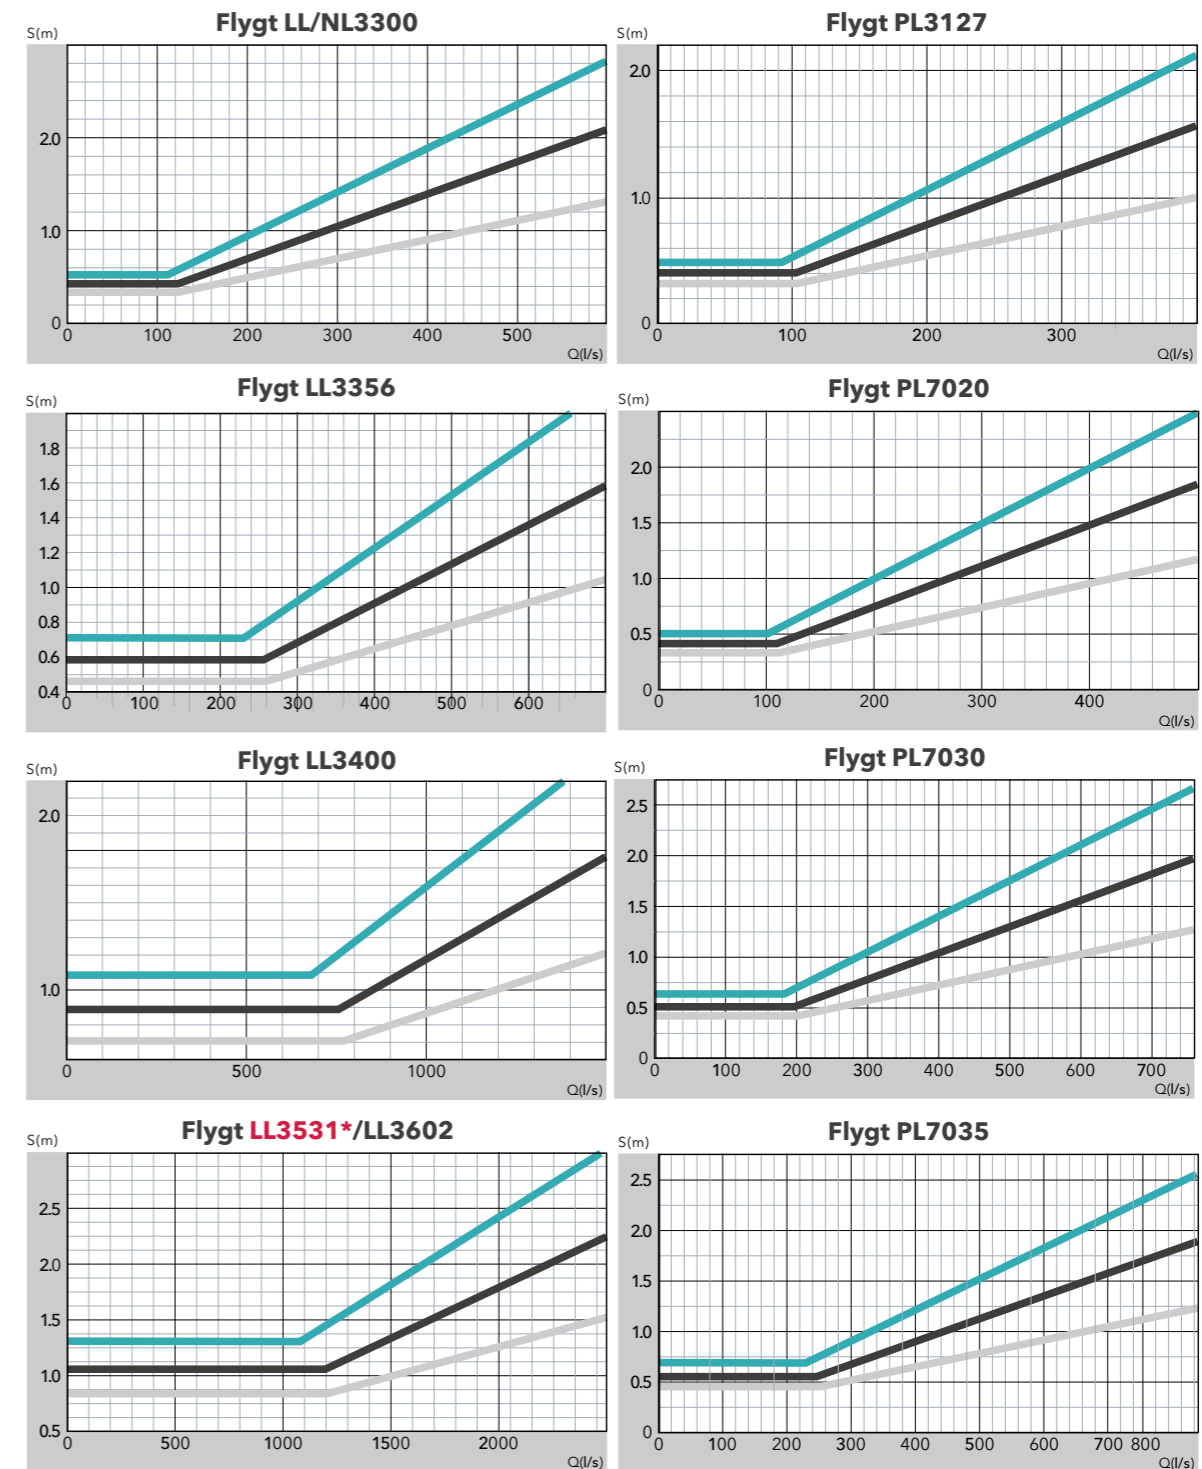 Flygt LL/NL3300
S(m)
2.0
1.0
0
0 100 200 300 400 500
Q(l/s)
Flygt PL3127
S(m)
2.0
1.0
0
0 100 200 300
Q(l/s)
Flygt LL3356
S(m)
1.8
1.6
1.4
1.2
1.0
0.8
0.6
0.4
0 100 200 300 400 500 600
Flygt PL7020
S(m)
2.0
1.5
1.0
0.5
0
0 100 200 300 400
Q(l/s)
Flygt LL3400
S(m)
2.0
1.0
0 500 1000
Q(l/s)
Flygt PL7030
S(m)
2.5
2.0
1.5
1.0
0.5
0
0 100 200 300 400 500 600 700
Q(l/s)
Flygt LL3531*/LL3602
S(m)
2.5
2.0
1.5
1.0
0.5
0 500 1000 1500 2000
Q(l/s)
Flygt PL7035
S(m)
2.5
2.0
1.5
1.0
0.5
0
0 100 200 300 400 500 600 700 800
Q(l/s)